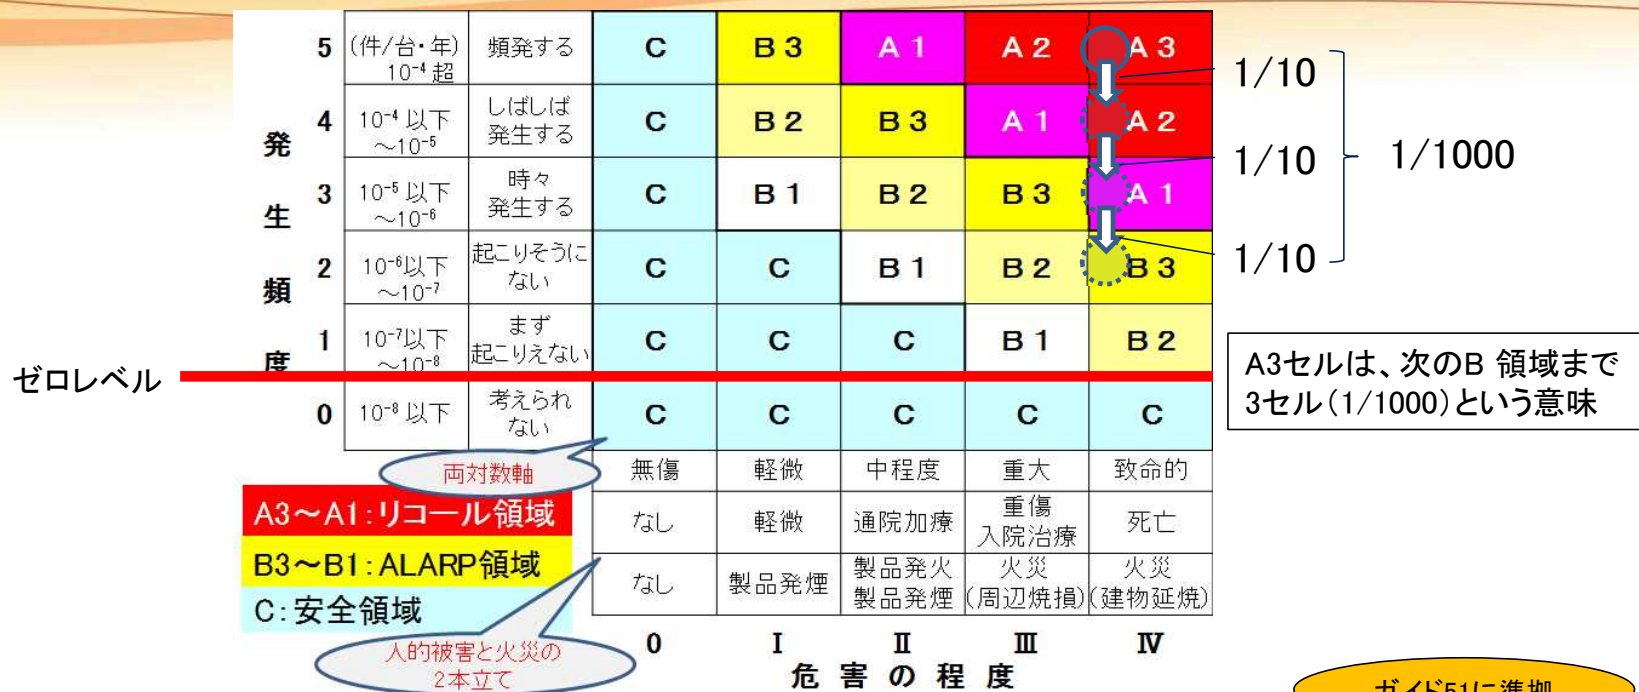 5 (件/台・年) 10⁻⁴ 超 頻発する C B3 A1 A2 A3
4 10⁻⁴ 以下 ～10⁻⁵ しばしば 発生する C B2 B3 A1 A2
3 10⁻⁵ 以下 ～10⁻⁶ 時々 発生する C B1 B2 B3 A1
2 10⁻⁶以下 ～10⁻⁷ 起こりそうに ない C C B1 B2 B3
1 10⁻⁷以下 ～10⁻⁸ まず 起こりえない C C C B1 B2
0 10⁻⁸ 以下 考えられ ない C C C C C
発生頻度
ゼロレベル
1/10
1/10
1/10
1/1000
A3セルは、次のB 領域まで
3セル(1/1000)という意味
両対数軸
無傷 軽微 中程度 重大 致命的
なし 軽微 通院加療 重傷 入院治療 死亡
なし 製品発煙 製品発火 製品発煙 火災 (周辺焼損) 火災 (建物延焼)
A3～A1:リコール領域
B3～B1:ALARP領域
C:安全領域
人的被害と火災の
2本立て
0 Ⅰ Ⅱ Ⅲ Ⅳ
危害の程度
ガイド51に準拠